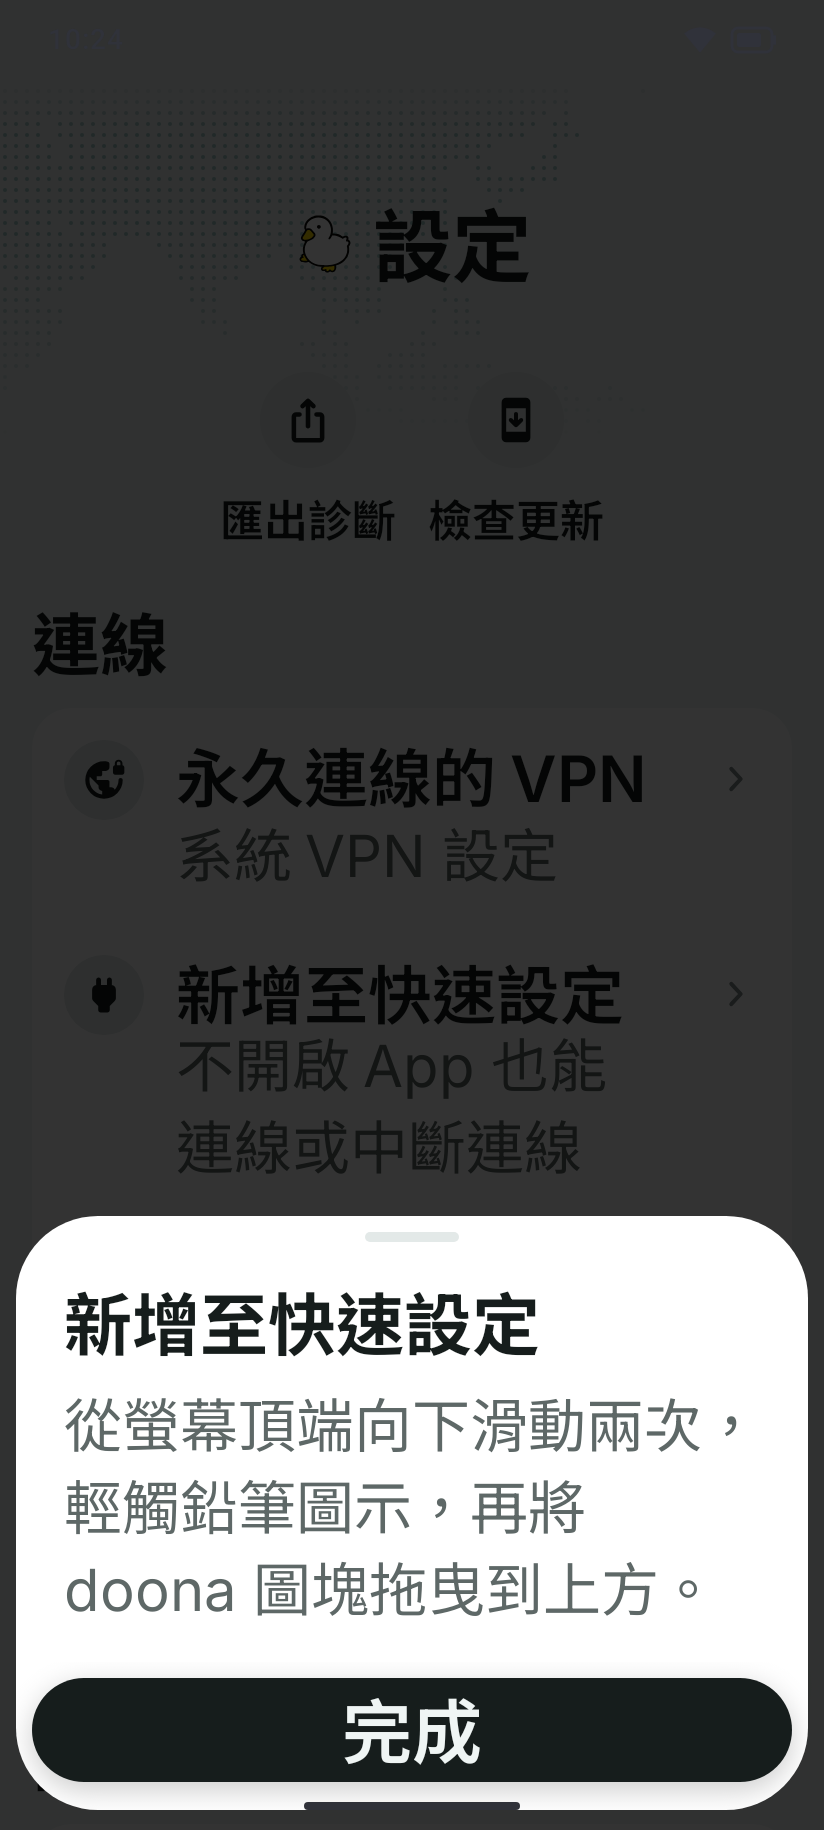 設定
匯出診斷 檢查更新
連線
永久連線的 VPN
系統 VPN 設定
新增至快速設定
不開啟 App 也能
連線或中斷連線
新增至快速設定
從螢幕頂端向下滑動兩次，
輕觸鉛筆圖示，再將
doona 圖塊拖曳到上方。
完成